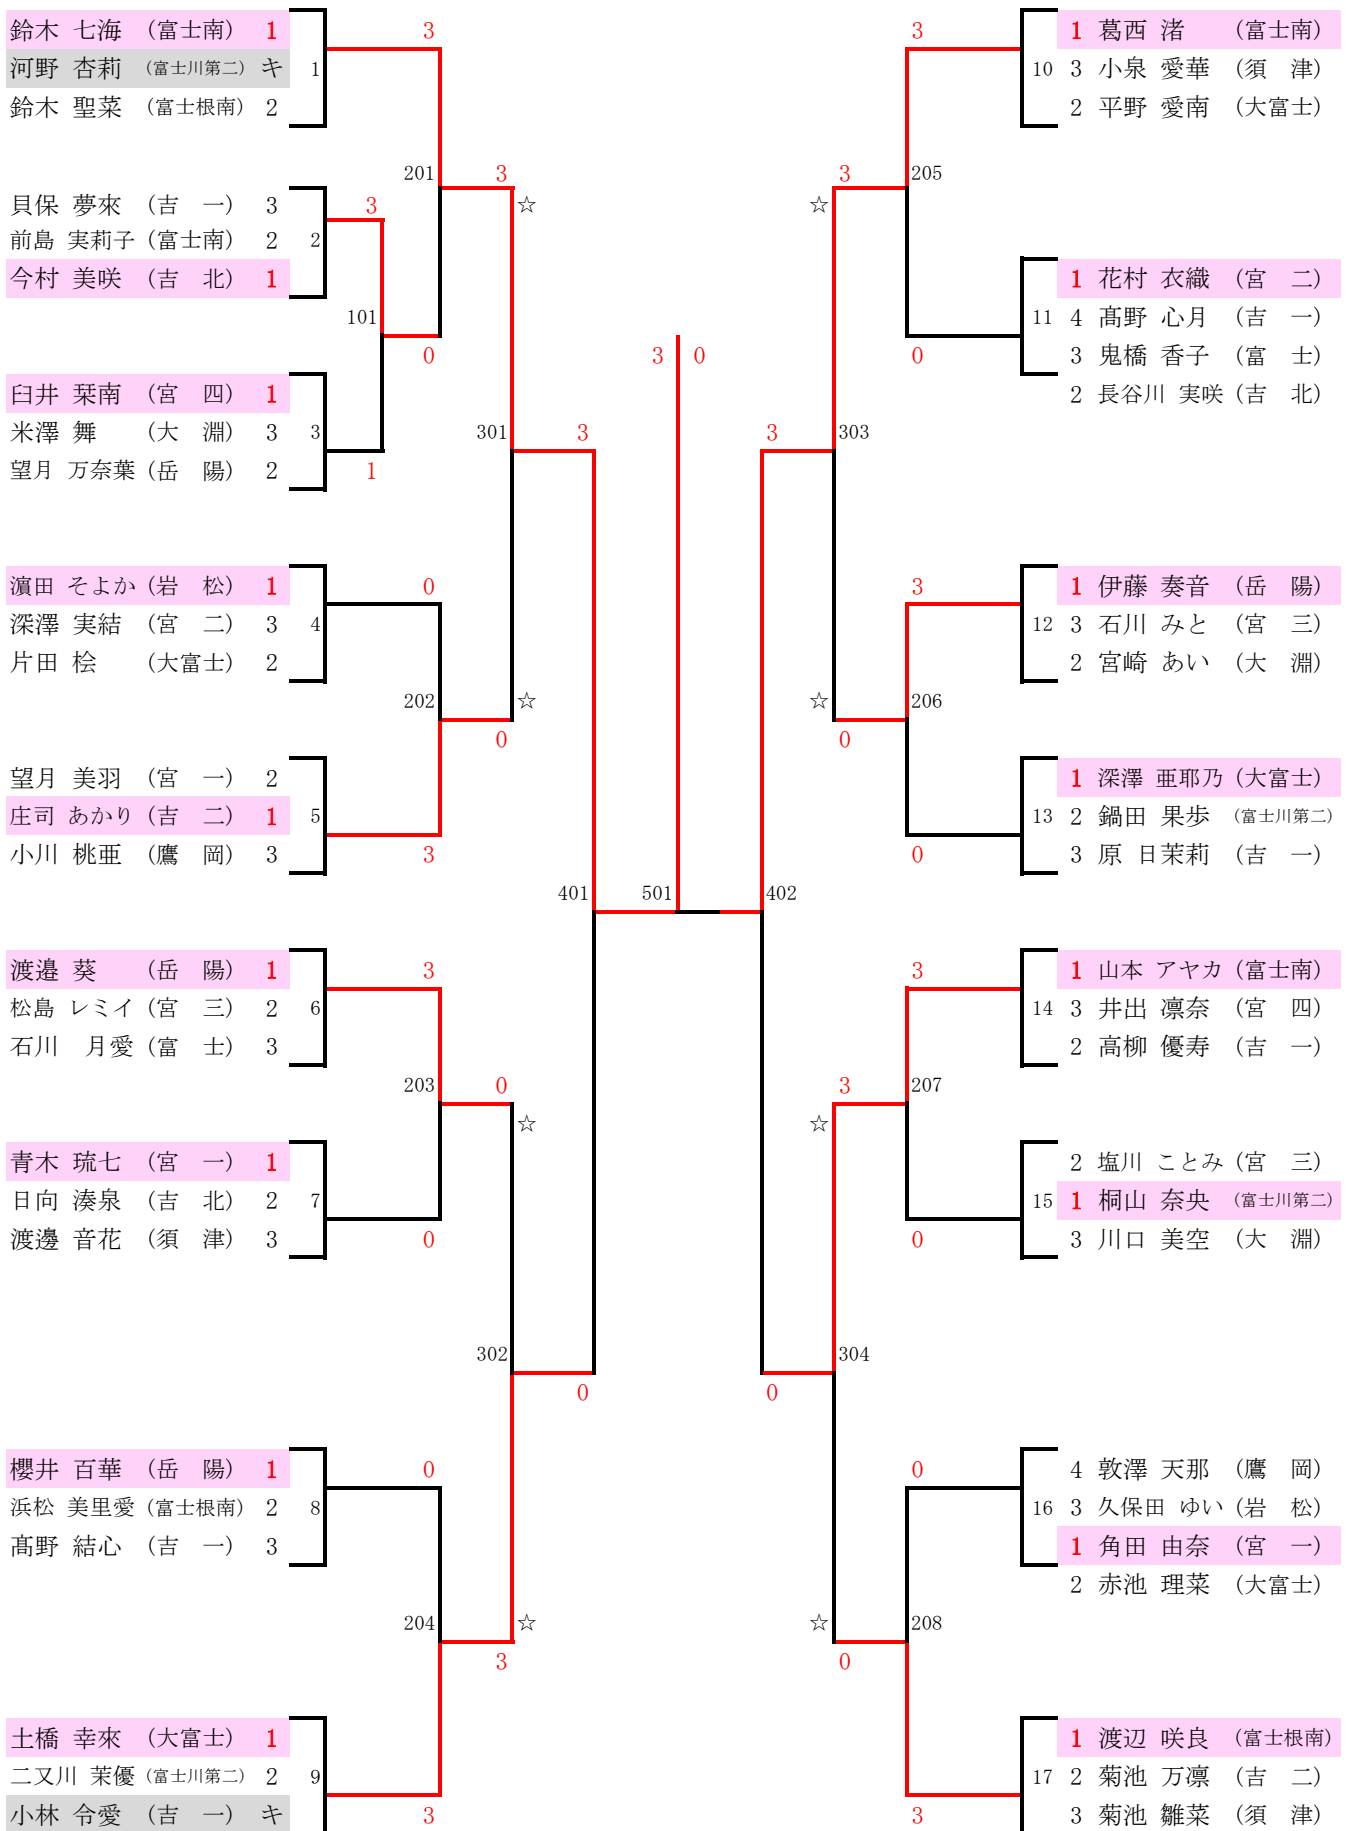 鈴木 七海 (富士南) 1
河野 杏莉 (富士川第二) キ 1
鈴木 聖菜 (富士根南) 2
3
201
3
☆
貝保 夢來 (吉 一) 3
前島 実莉子 (富士南) 2 2
今村 美咲 (吉 北) 1
3
101
0
臼井 栞南 (宮 四) 1
米澤 舞 (大 淵) 3 3
望月 万奈葉 (岳 陽) 2
1
301
3
濵田 そよか (岩 松) 1
深澤 実結 (宮 二) 3 4
片田 桧 (大富士) 2
0
202
☆
0
望月 美羽 (宮 一) 2
庄司 あかり (吉 二) 1 5
小川 桃亜 (鷹 岡) 3
3
401
渡邉 葵 (岳 陽) 1
松島 レミイ (宮 三) 2 6
石川 月愛 (富 士) 3
3
203
0
☆
青木 琉七 (宮 一) 1
日向 湊泉 (吉 北) 2 7
渡邊 音花 (須 津) 3
0
302
0
櫻井 百華 (岳 陽) 1
浜松 美里愛 (富士根南) 2 8
髙野 結心 (吉 一) 3
0
204
☆
3
土橋 幸來 (大富士) 1
二又川 茉優 (富士川第二) 2 9
小林 令愛 (吉 一) キ
3
3 0
501
3
1 葛西 渚 (富士南)
10 3 小泉 愛華 (須 津)
2 平野 愛南 (大富士)
3
205
☆
1 花村 衣織 (宮 二)
11 4 髙野 心月 (吉 一)
3 鬼橋 香子 (富 士)
2 長谷川 実咲 (吉 北)
0
3
303
3
1 伊藤 奏音 (岳 陽)
12 3 石川 みと (宮 三)
2 宮崎 あい (大 淵)
☆
206
0
1 深澤 亜耶乃 (大富士)
13 2 鍋田 果歩 (富士川第二)
3 原 日茉莉 (吉 一)
0
402
3
1 山本 アヤカ (富士南)
14 3 井出 凛奈 (宮 四)
2 高柳 優寿 (吉 一)
3
207
☆
2 塩川 ことみ (宮 三)
15 1 桐山 奈央 (富士川第二)
3 川口 美空 (大 淵)
0
304
0
0
4 敦澤 天那 (鷹 岡)
16 3 久保田 ゆい (岩 松)
1 角田 由奈 (宮 一)
2 赤池 理菜 (大富士)
☆
208
0
1 渡辺 咲良 (富士根南)
17 2 菊池 万凛 (吉 二)
3 菊池 雛菜 (須 津)
3